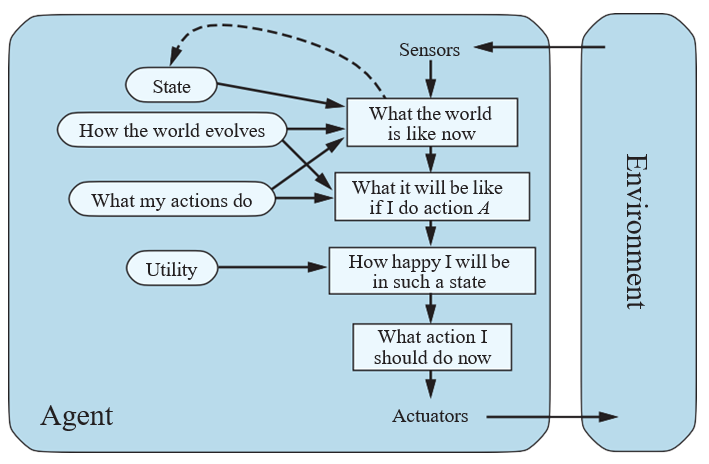 Sensors
State
What the world
is like now
How the world evolves
What my actions do
What it will be like
if I do action A
Utility
How happy I will be
in such a state
What action I
should do now
Agent
Actuators
Environment